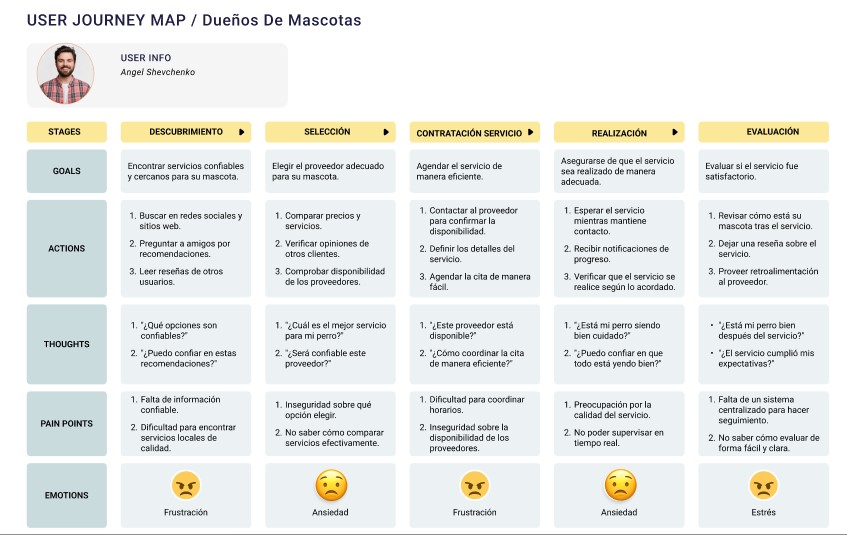 USER JOURNEY MAP / Dueños De Mascotas
USER INFO
Angel Shevchenko
STAGES
DESCUBRIMIENTO
SELECCIÓN
CONTRATACIÓN SERVICIO
REALIZACIÓN
EVALUACIÓN
GOALS
Encontrar servicios confiables
y cercanos para su mascota.
Elegir el proveedor adecuado
para su mascota.
Agendar el servicio de
manera eficiente.
Asegurarse de que el servicio
sea realizado de manera
adecuada.
Evaluar si el servicio fue
satisfactorio.
ACTIONS
1. Buscar en redes sociales y
sitios web.
2. Preguntar a amigos por
recomendaciones.
3. Leer reseñas de otros
usuarios.
1. Comparar precios y
servicios.
2. Verificar opiniones de
otros clientes.
3. Comprobar disponibilidad
de los proveedores.
1. Contactar al proveedor
para confirmar la
disponibilidad.
2. Definir los detalles del
servicio.
3. Agendar la cita de manera
fácil.
1. Esperar el servicio
mientras mantiene
contacto.
2. Recibir notificaciones de
progreso.
3. Verificar que el servicio se
realice según lo acordado.
1. Revisar cómo está su
mascota tras el servicio.
2. Dejar una reseña sobre el
servicio.
3. Proveer retroalimentación
al proveedor.
THOUGHTS
1. "¿Qué opciones son
confiables?"
2. "¿Puedo confiar en estas
recomendaciones?"
1. "¿Cuál es el mejor servicio
para mi perro?"
2. "¿Será confiable este
proveedor?"
1. "¿Este proveedor está
disponible?"
2. "¿Cómo coordinar la cita
de manera eficiente?"
1. "¿Está mi perro siendo
bien cuidado?"
2. "¿Puedo confiar en que
todo está yendo bien?"
• "¿Está mi perro bien
después del servicio?"
• "¿El servicio cumplió mis
expectativas?"
PAIN POINTS
1. Falta de información
confiable.
2. Dificultad para encontrar
servicios locales de
calidad.
1. Inseguridad sobre qué
opción elegir.
2. No saber cómo comparar
servicios efectivamente.
1. Dificultad para coordinar
horarios.
2. Inseguridad sobre la
disponibilidad de los
proveedores.
1. Preocupación por la
calidad del servicio.
2. No poder supervisar en
tiempo real.
1. Falta de un sistema
centralizado para hacer
seguimiento.
2. No saber cómo evaluar de
forma fácil y clara.
EMOTIONS
Frustración
Ansiedad
Frustración
Ansiedad
Estrés